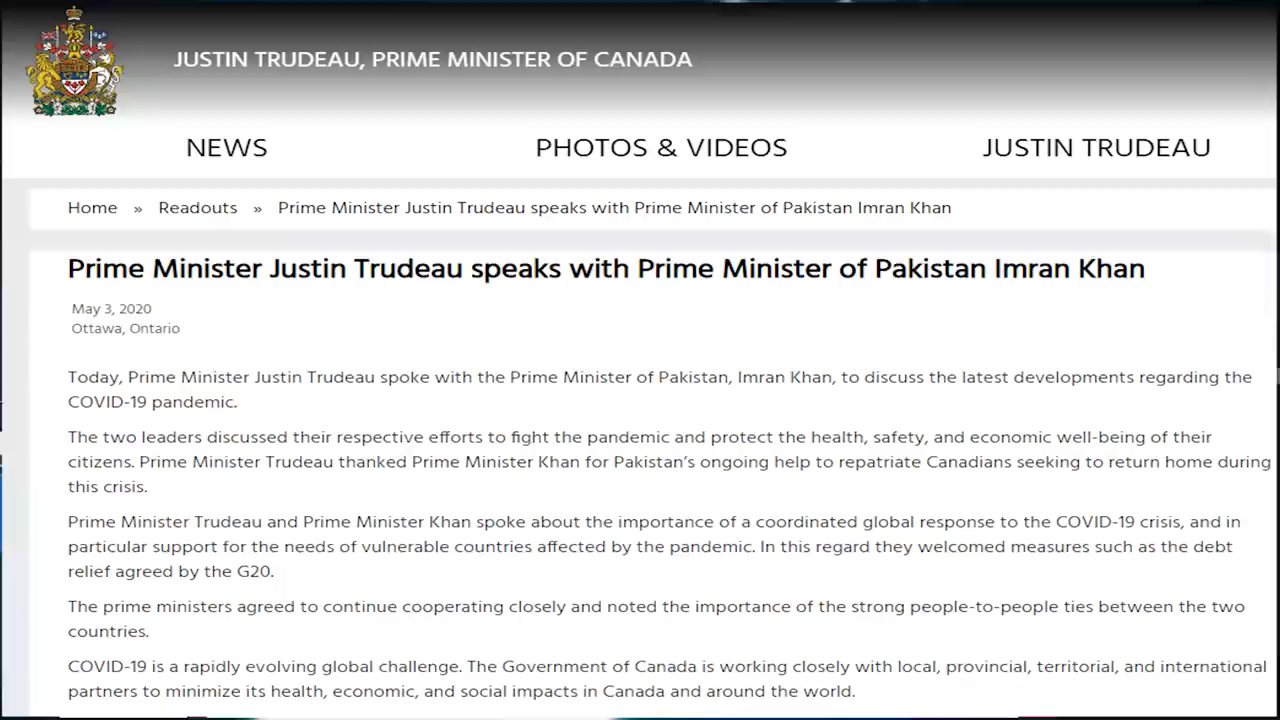 JUSTIN TRUDEAU, PRIME MINISTER OF CANADA
NEWS PHOTOS & VIDEOS JUSTIN TRUDEAU
Home » Readouts » Prime Minister Justin Trudeau speaks with Prime Minister of Pakistan Imran Khan
Prime Minister Justin Trudeau speaks with Prime Minister of Pakistan Imran Khan
May 3, 2020
Ottawa, Ontario
Today, Prime Minister Justin Trudeau spoke with the Prime Minister of Pakistan, Imran Khan, to discuss the latest developments regarding the
COVID-19 pandemic.
The two leaders discussed their respective efforts to fight the pandemic and protect the health, safety, and economic well-being of their
citizens. Prime Minister Trudeau thanked Prime Minister Khan for Pakistan’s ongoing help to repatriate Canadians seeking to return home during
this crisis.
Prime Minister Trudeau and Prime Minister Khan spoke about the importance of a coordinated global response to the COVID-19 crisis, and in
particular support for the needs of vulnerable countries affected by the pandemic. In this regard they welcomed measures such as the debt
relief agreed by the G20.
The prime ministers agreed to continue cooperating closely and noted the importance of the strong people-to-people ties between the two
countries.
COVID-19 is a rapidly evolving global challenge. The Government of Canada is working closely with local, provincial, territorial, and international
partners to minimize its health, economic, and social impacts in Canada and around the world.